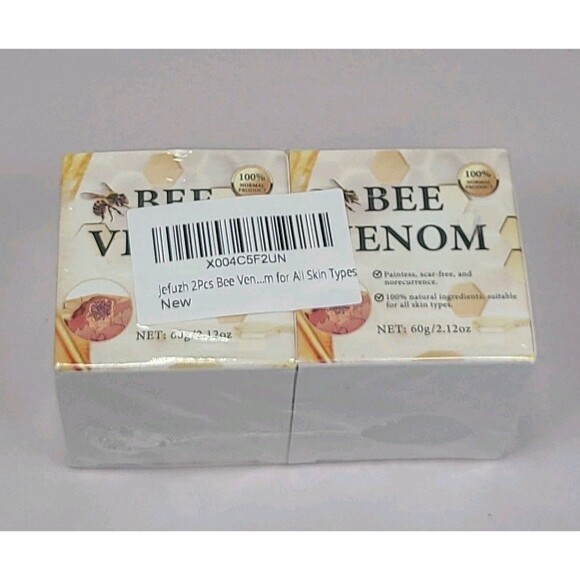 BEE
100%
NORMAL
PRODUCT
X004C5F2UN
Jefuzh 2Pcs Bee Ven...m for All Skin Types
New
NET: 60g/2.12oz
BEE
VENOM
100%
NORMAL
PRODUCT
Painless, scar-free, and
norecurrence.
100% natural ingredients, suitable
for all skin types.
NET: 60g/2.12oz